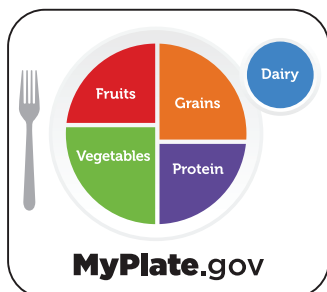 Dairy
Fruits
Grains
Vegetables
Protein
MyPlate.gov